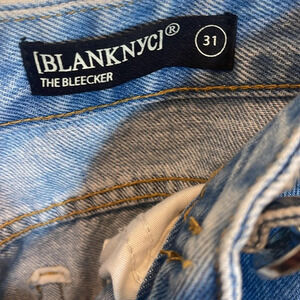 [BLANKNYC]®
THE BLEECKER
31